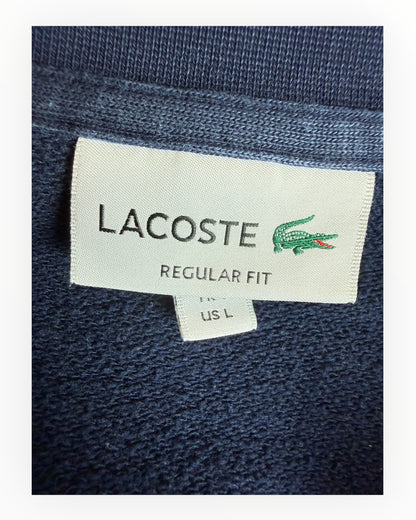 LACOSTE
REGULAR FIT
US L